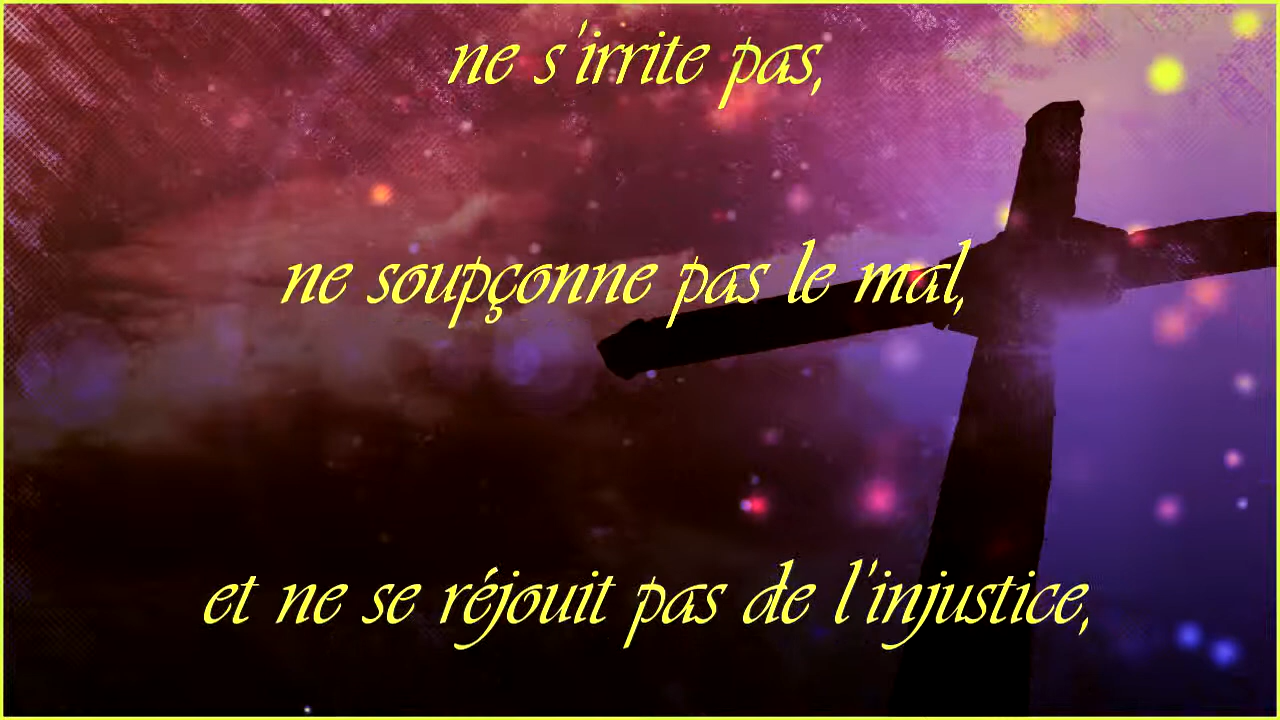 ne s'irrite pas,
ne soupçonne pas le mal,
et ne se réjouit pas de l'injustice,